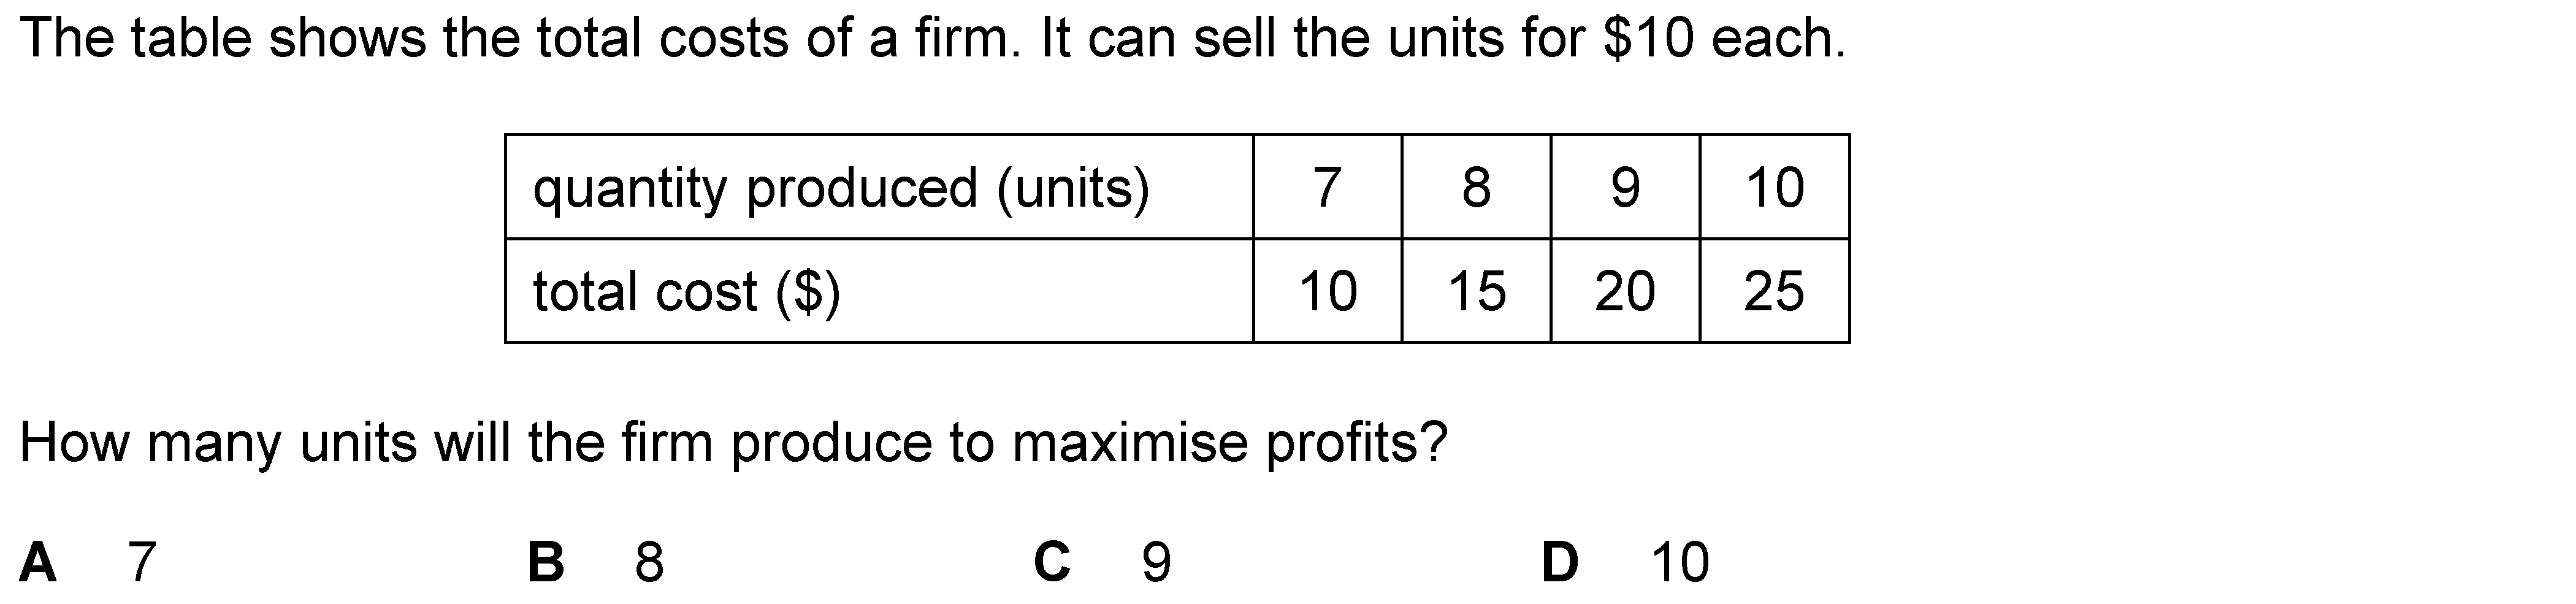 The table shows the total costs of a firm. It can sell the units for $10 each.
quantity produced (units) 7 8 9 10
total cost ($) 10 15 20 25
How many units will the firm produce to maximise profits?
A 7 B 8 C 9 D 10